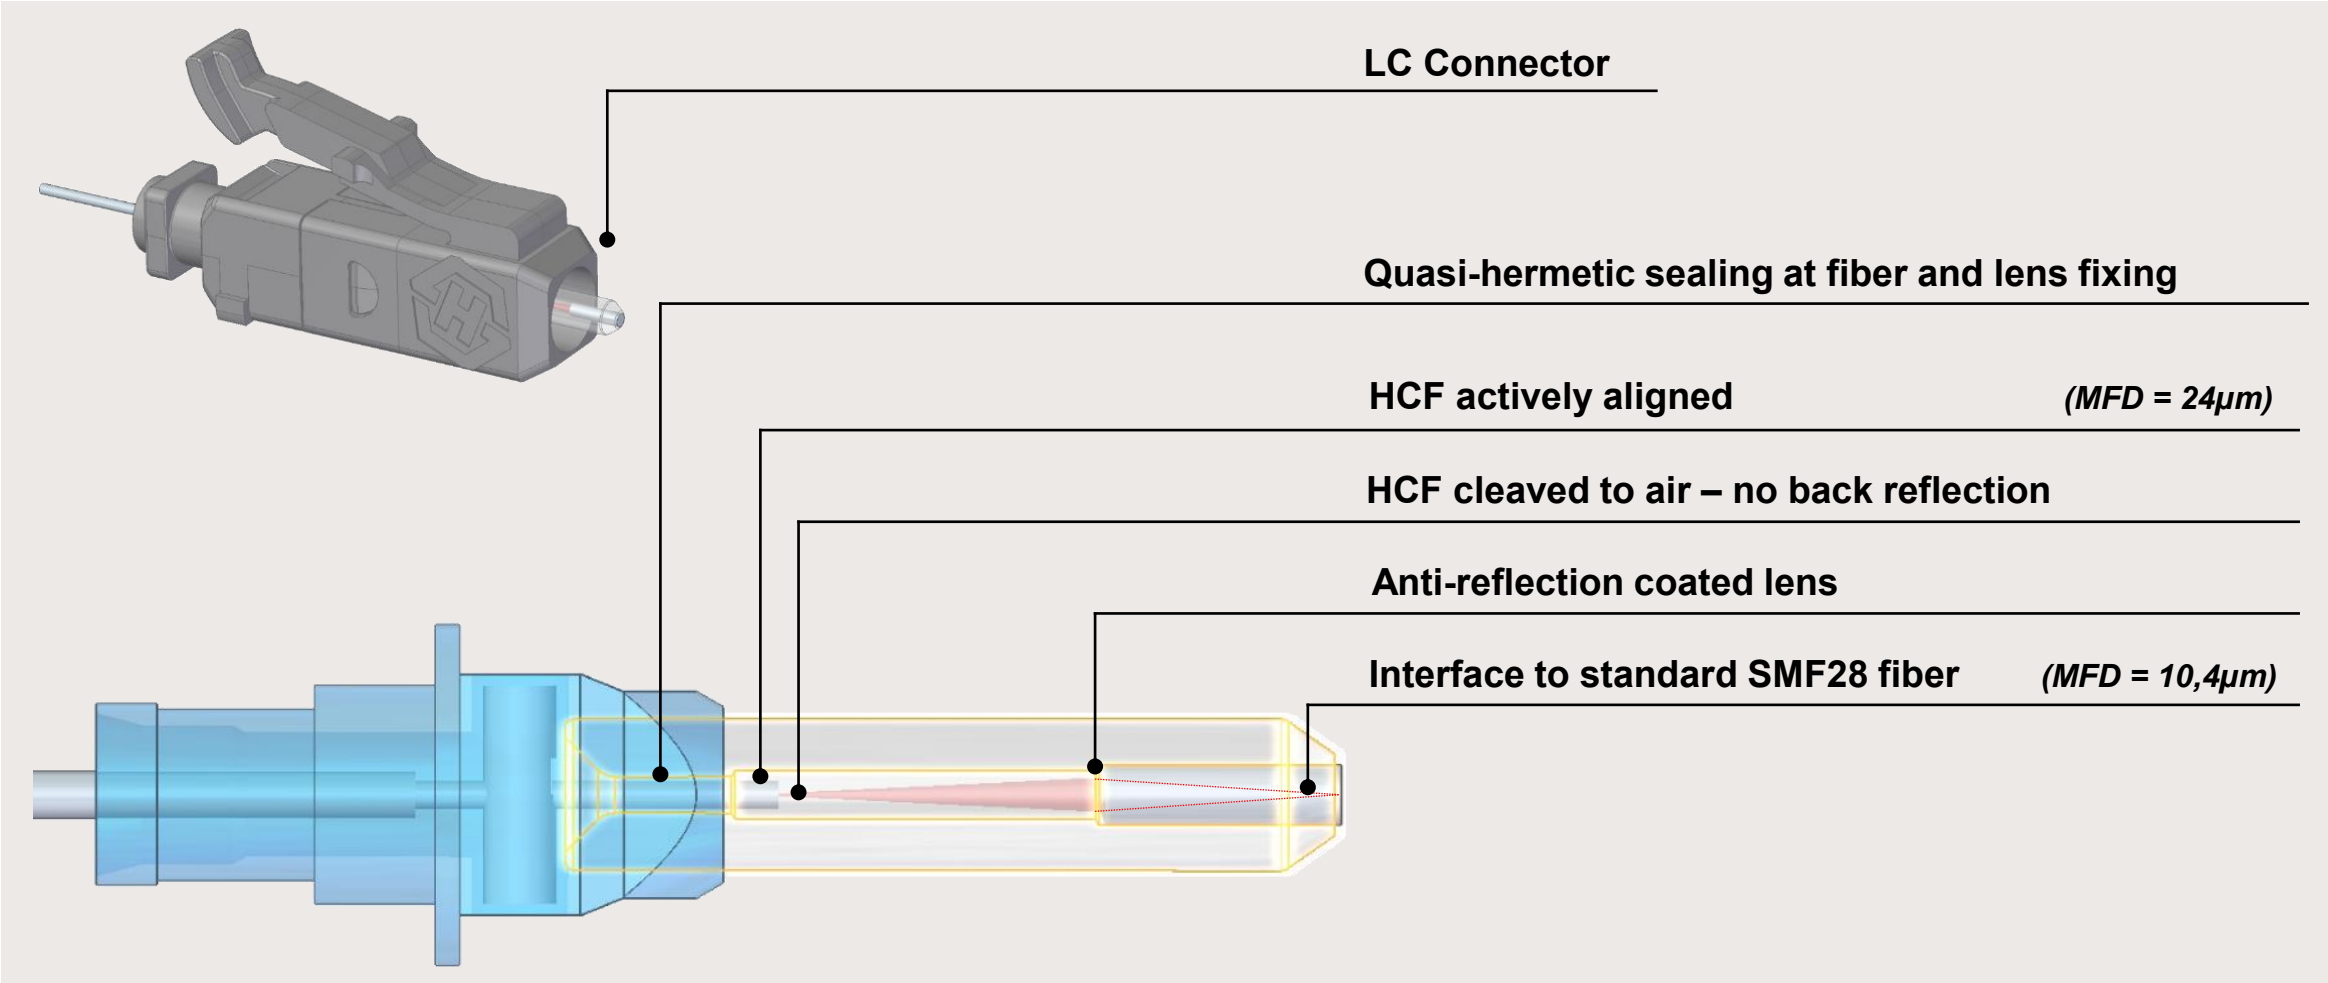 LC Connector
Quasi-hermetic sealing at fiber and lens fixing
HCF actively aligned (MFD = 24µm)
HCF cleaved to air – no back reflection
Anti-reflection coated lens
Interface to standard SMF28 fiber (MFD = 10,4µm)
H